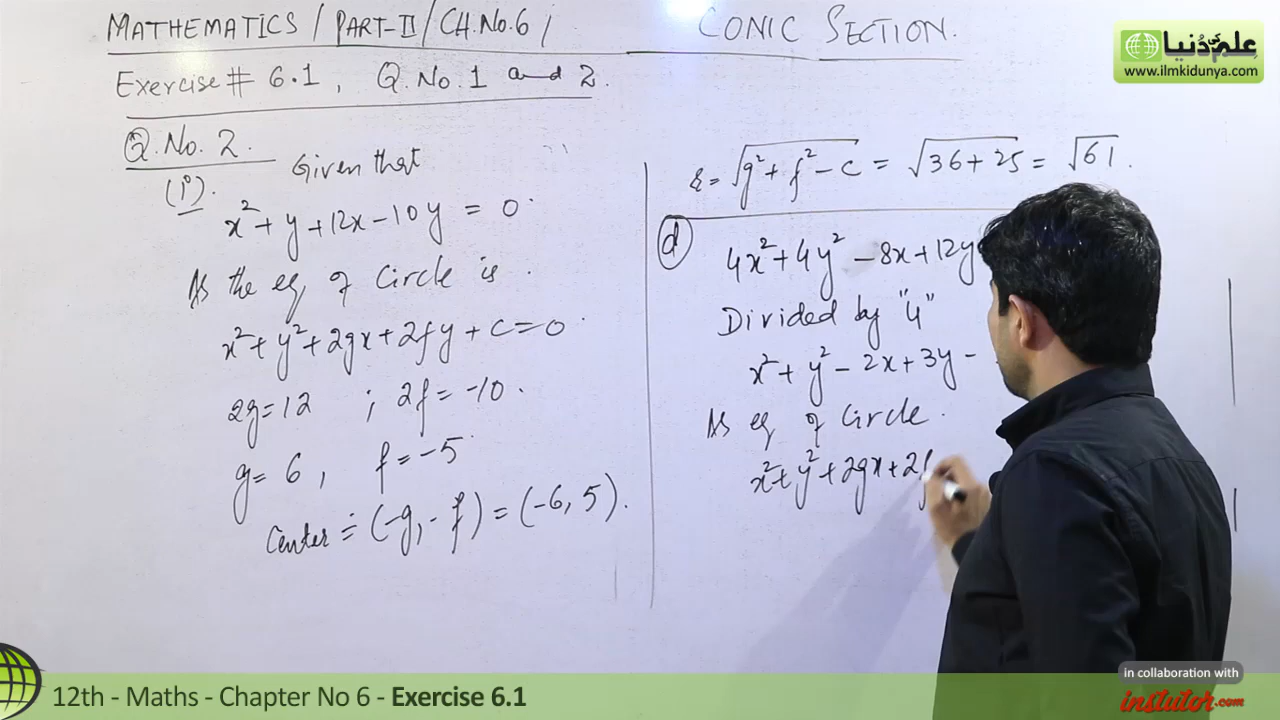 MATHEMATICS / PART-II / CH.No.6 / CONIC SECTION.
Exercise # 6.1 , Q.No.1 and 2.
Q.No. 2.
(i). Given that
x² + y + 12x - 10y = 0.
As the eq of Circle is.
x² + y² + 2gx + 2fy + c = 0.
2g = 12 ; 2f = -10.
g = 6 , f = -5
Center = (-g, -f) = (-6, 5).
r = √g² + f² - c = √36 + 25 = √61.
d
4x² + 4y² - 8x + 12y
Divided by "4"
x² + y² - 2x + 3y -
As eq of Circle.
x² + y² + 2gx + 2f
علم کی دنیا
www.ilmkidunya.com
12th - Maths - Chapter No 6 - Exercise 6.1
in collaboration with
instutor.com